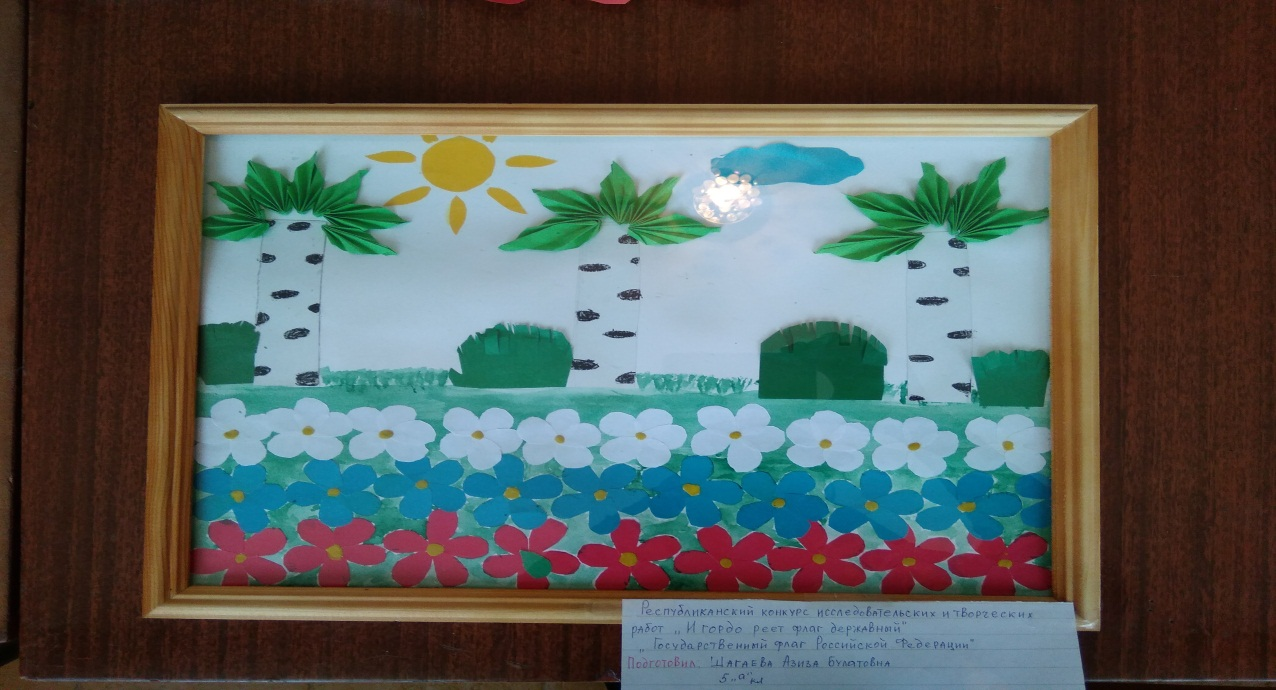 Республиканский конкурс исследовательских и творческих
работ „И гордо реет флаг державный"
„Государственный флаг Российской Федерации"
Подготовил Шагаева Азиза Булатовна
5„а" кл